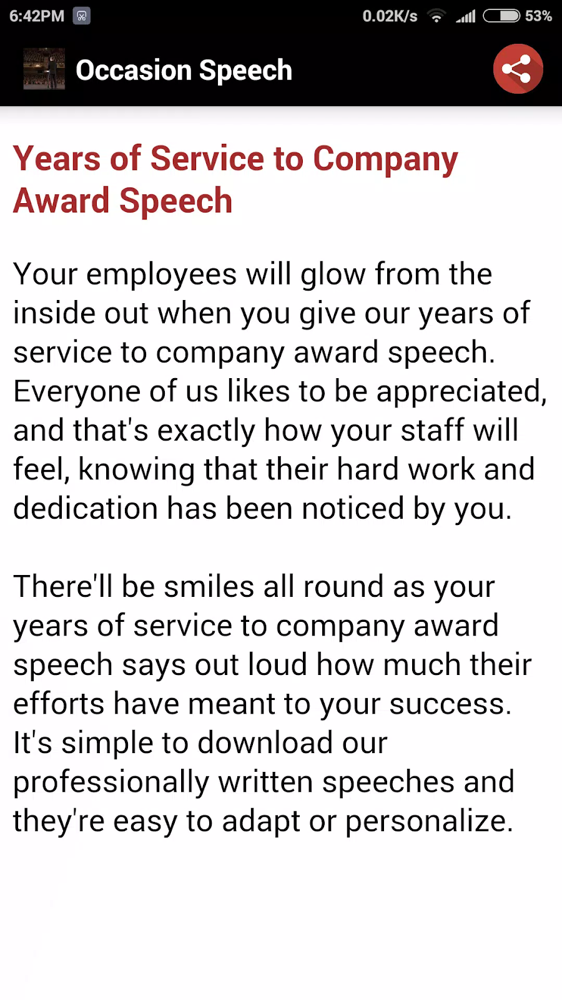 6:42PM 0.02K/s 53%
Occasion Speech
Years of Service to Company
Award Speech
Your employees will glow from the
inside out when you give our years of
service to company award speech.
Everyone of us likes to be appreciated,
and that's exactly how your staff will
feel, knowing that their hard work and
dedication has been noticed by you.
There'll be smiles all round as your
years of service to company award
speech says out loud how much their
efforts have meant to your success.
It's simple to download our
professionally written speeches and
they're easy to adapt or personalize.